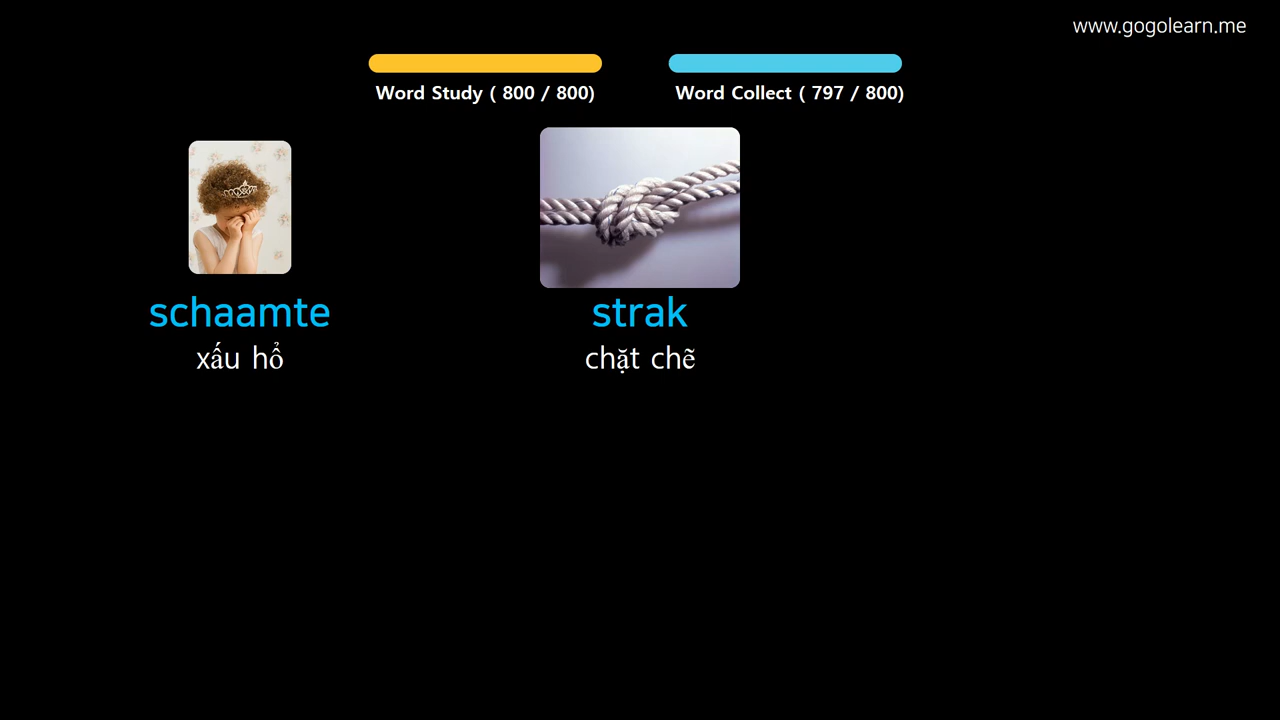 www.gogolearn.me
Word Study ( 800 / 800)
Word Collect ( 797 / 800)
schaamte
strak
xấu hổ
chặt chẽ